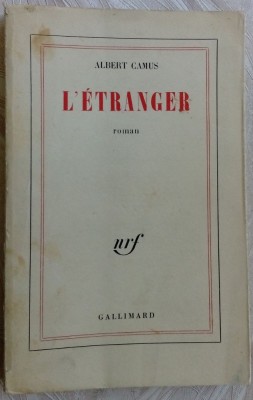 ALBERT CAMUS
L'ÉTRANGER
roman
nrf
GALLIMARD